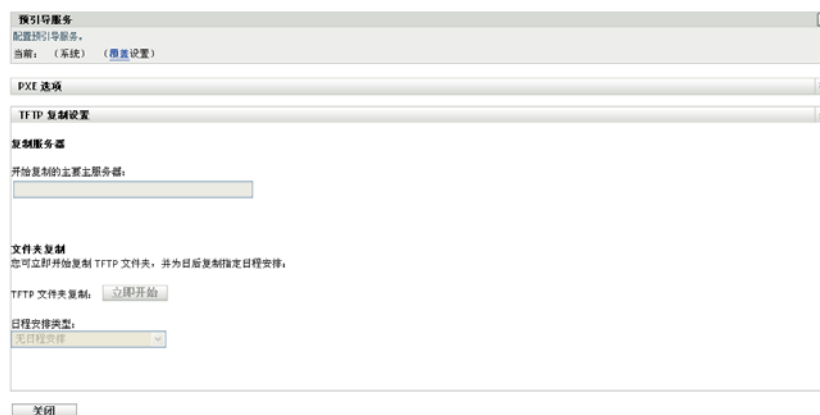 预引导服务
配置预引导服务。
当前： （系统） （覆盖设置）
PXE 选项
TFTP 复制设置
复制服务器
开始复制的主要主服务器：
文件夹复制
您可立即开始复制 TFTP 文件夹，并为日后复制指定日程安排。
TFTP 文件夹复制： 立即开始
日程安排类型：
无日程安排
关闭